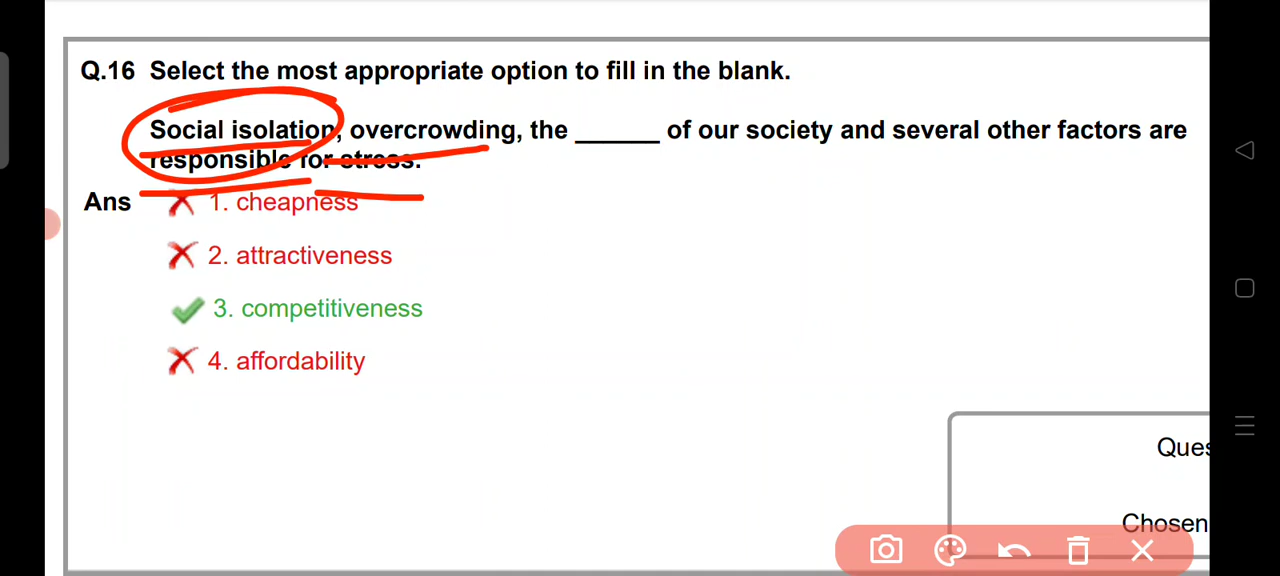 Q.16 Select the most appropriate option to fill in the blank.
Social isolation, overcrowding, the ______ of our society and several other factors are
responsible for stress.
Ans 1. cheapness
2. attractiveness
3. competitiveness
4. affordability
Ques
Chosen